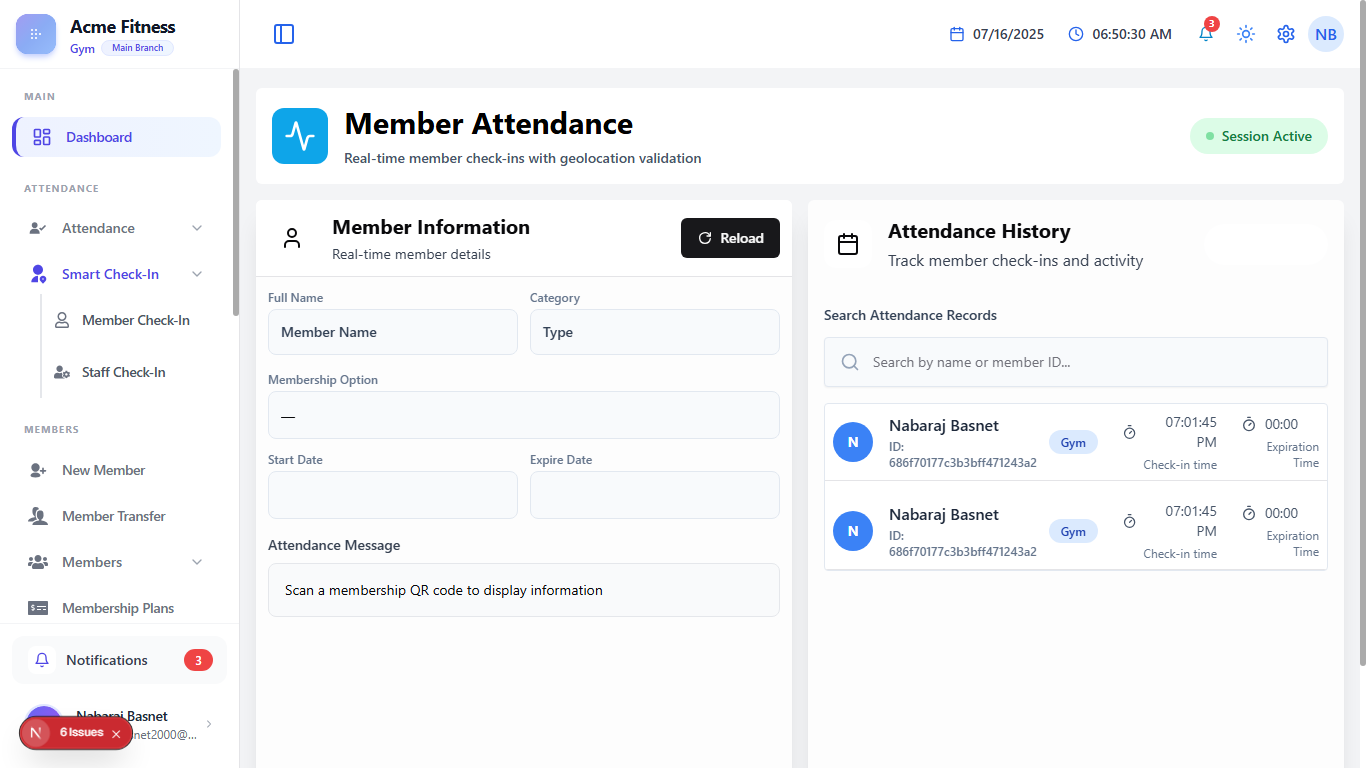 Acme Fitness
Gym Main Branch
MAIN
Dashboard
ATTENDANCE
Attendance
Smart Check-In
Member Check-In
Staff Check-In
MEMBERS
New Member
Member Transfer
Members
Membership Plans
Notifications 3
Nabaraj Basnet
net2000@...
N 6 Issues
07/16/2025 06:50:30 AM 3 NB
Member Attendance
Real-time member check-ins with geolocation validation
Session Active
Member Information
Real-time member details
Reload
Full Name Category
Member Name Type
Membership Option
—
Start Date Expire Date
Attendance Message
Scan a membership QR code to display information
Attendance History
Track member check-ins and activity
Search Attendance Records
Search by name or member ID...
N
Nabaraj Basnet
ID:
686f70177c3b3bff471243a2
Gym
07:01:45
PM
Check-in time
00:00
Expiration
Time
N
Nabaraj Basnet
ID:
686f70177c3b3bff471243a2
Gym
07:01:45
PM
Check-in time
00:00
Expiration
Time